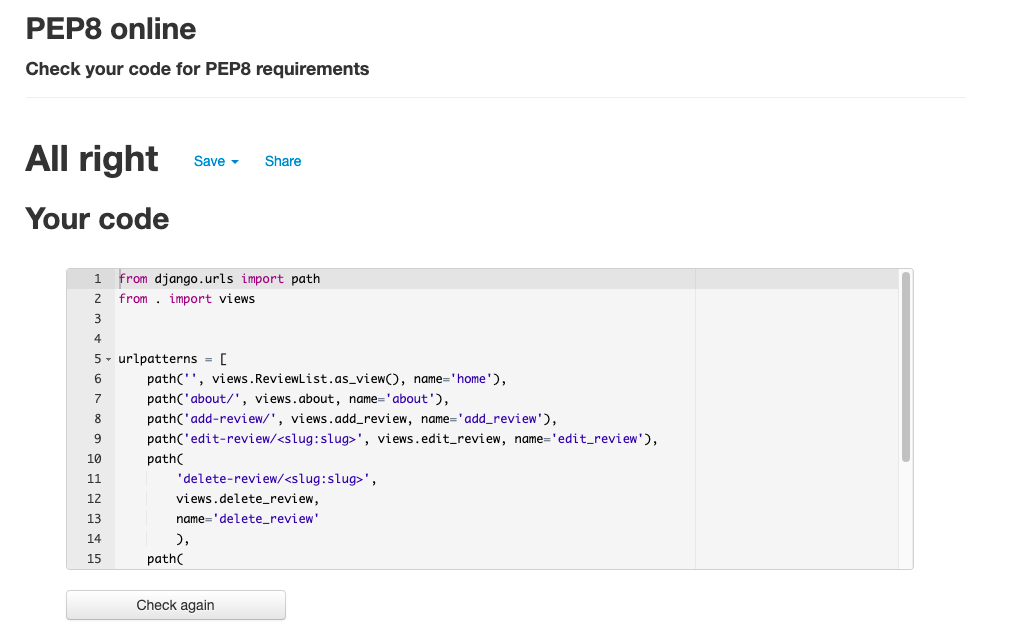 PEP8 online
Check your code for PEP8 requirements
All right Save Share
Your code
1 from django.urls import path
2 from . import views
3
4
5 urlpatterns = [
6     path('', views.ReviewList.as_view(), name='home'),
7     path('about/', views.about, name='about'),
8     path('add-review/', views.add_review, name='add_review'),
9     path('edit-review/<slug:slug>', views.edit_review, name='edit_review'),
10     path(
11         'delete-review/<slug:slug>',
12         views.delete_review,
13         name='delete_review'
14         ),
15     path(
Check again